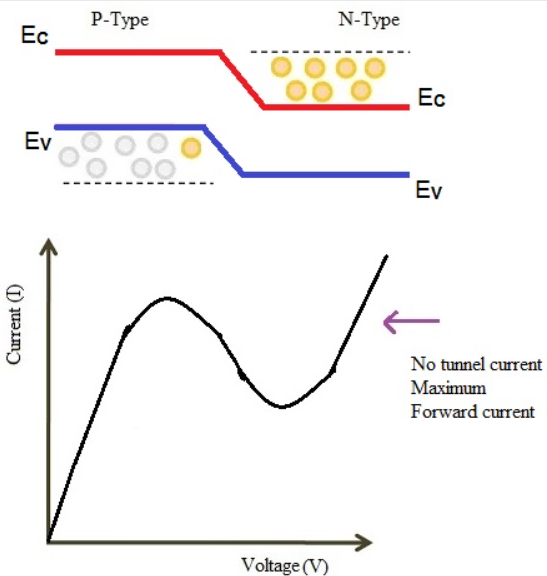 P-Type
N-Type
Ec
Ec
Ev
Ev
Current (I)
No tunnel current
Maximum
Forward current
Voltage (V)